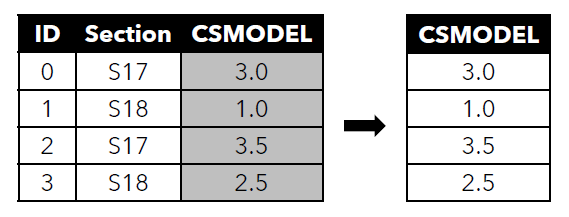 ID Section CSMODEL CSMODEL
0 S17 3.0 3.0
1 S18 1.0 1.0
2 S17 3.5 3.5
3 S18 2.5 2.5